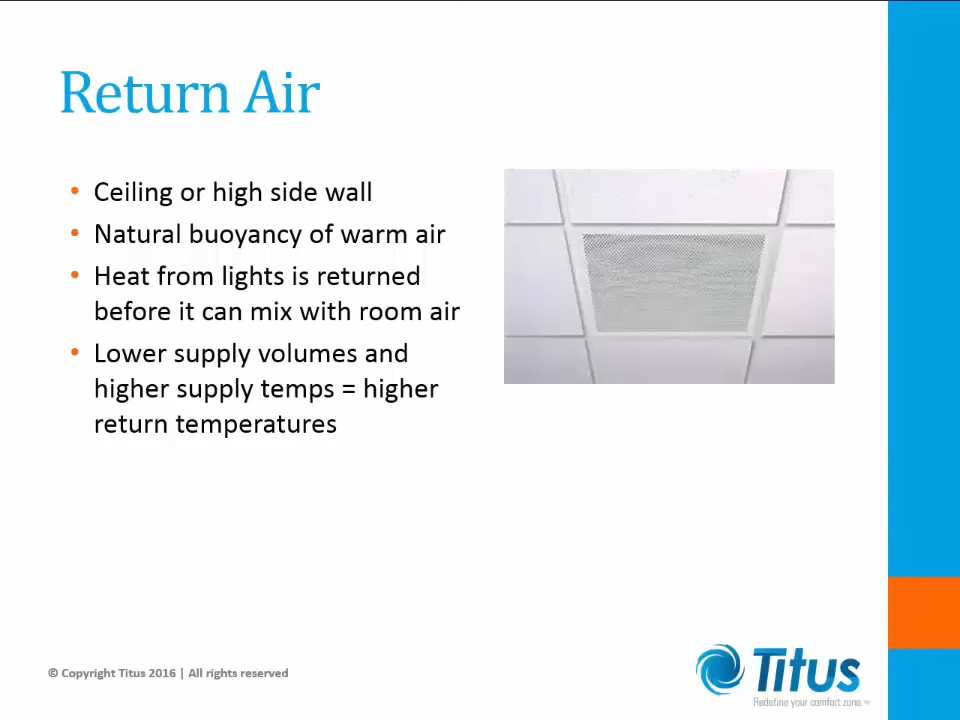 Return Air
• Ceiling or high side wall
• Natural buoyancy of warm air
• Heat from lights is returned
before it can mix with room air
• Lower supply volumes and
higher supply temps = higher
return temperatures
© Copyright Titus 2016 | All rights reserved
Titus
Redefine your comfort zone.™